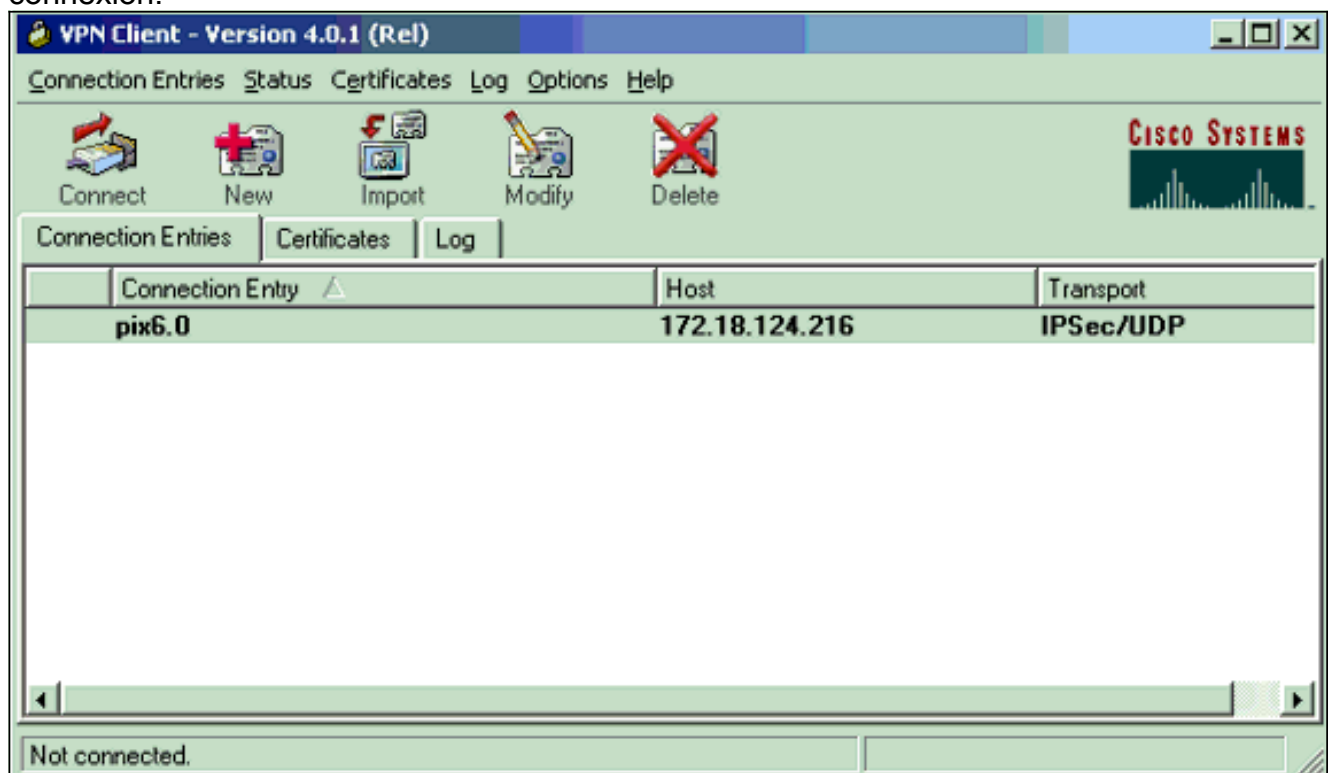 connexion.
VPN Client - Version 4.0.1 (Rel)
Connection Entries Status Certificates Log Options Help
Connect New Import Modify Delete
CISCO SYSTEMS
Connection Entries Certificates Log
Connection Entry Host Transport
pix6.0 172.18.124.216 IPSec/UDP
Not connected.